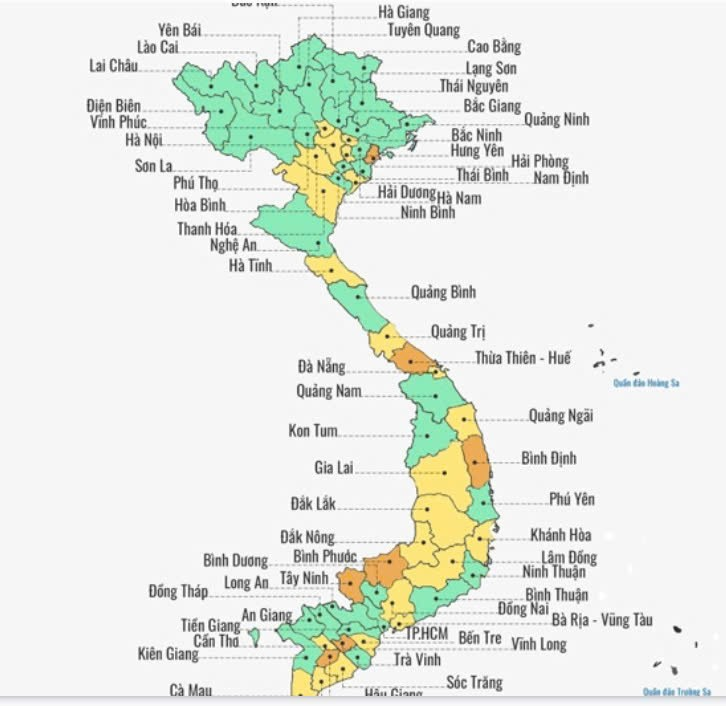 Hà Giang
Yên Bái
Tuyên Quang
Lào Cai
Cao Bằng
Lai Châu
Lạng Sơn
Thái Nguyên
Điện Biên
Bắc Giang
Vĩnh Phúc
Quảng Ninh
Hà Nội
Bắc Ninh
Hưng Yên
Hải Phòng
Sơn La
Thái Bình
Nam Định
Phú Thọ
Hải Dương
Hà Nam
Hòa Bình
Ninh Bình
Thanh Hóa
Nghệ An
Hà Tĩnh
Quảng Bình
Quảng Trị
Thừa Thiên - Huế
Đà Nẵng
Quần đảo Hoàng Sa
Quảng Nam
Quảng Ngãi
Kon Tum
Bình Định
Gia Lai
Phú Yên
Đắk Lắk
Khánh Hòa
Đắk Nông
Bình Phước
Lâm Đồng
Bình Dương
Ninh Thuận
Long An
Tây Ninh
Đồng Tháp
Bình Thuận
Đồng Nai
An Giang
Bà Rịa - Vũng Tàu
Tiền Giang
TP.HCM
Bến Tre
Cần Thơ
Vĩnh Long
Kiên Giang
Trà Vinh
Sóc Trăng
Cà Mau
Hậu Giang
Quần đảo Trường Sa